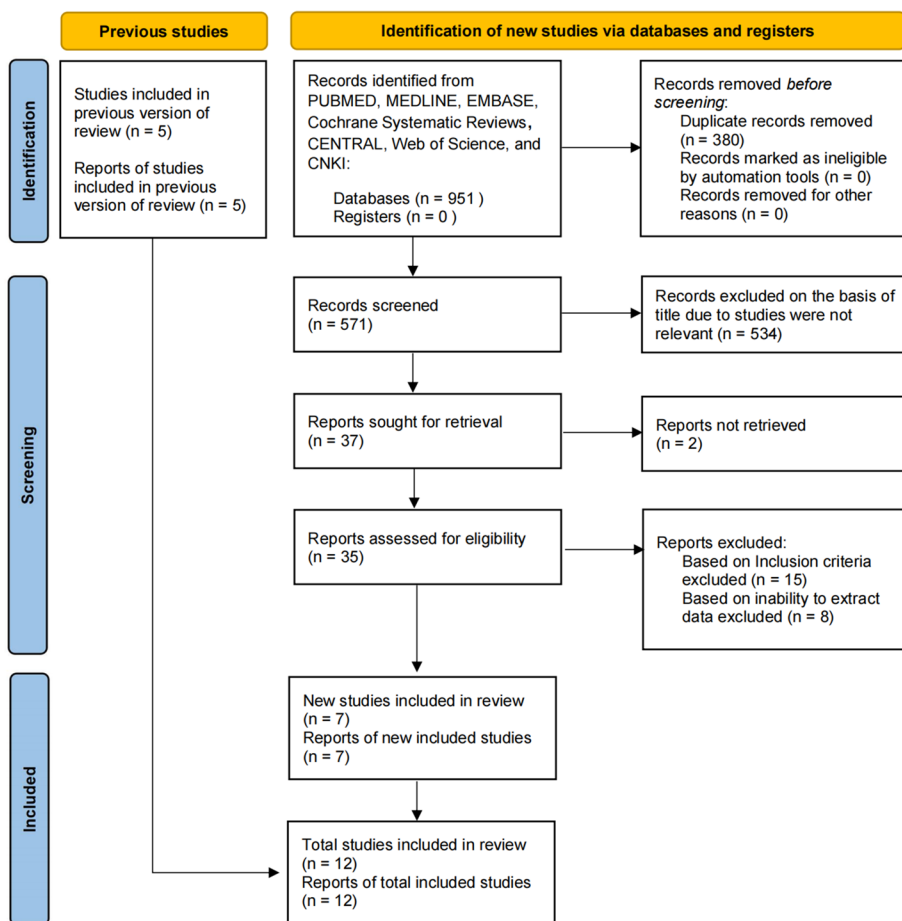 Previous studies
Identification of new studies via databases and registers
Identification
Studies included in
previous version of
review (n = 5)
Reports of studies
included in previous
version of review (n = 5)
Records identified from
PUBMED, MEDLINE, EMBASE,
Cochrane Systematic Reviews,
CENTRAL, Web of Science, and
CNKI:
Databases (n = 951 )
Registers (n = 0 )
Records removed before
screening:
Duplicate records removed
(n = 380)
Records marked as ineligible
by automation tools (n = 0)
Records removed for other
reasons (n = 0)
Screening
Records screened
(n = 571)
Records excluded on the basis of
title due to studies were not
relevant (n = 534)
Reports sought for retrieval
(n = 37)
Reports not retrieved
(n = 2)
Reports assessed for eligibility
(n = 35)
Reports excluded:
Based on Inclusion criteria
excluded (n = 15)
Based on inability to extract
data excluded (n = 8)
Included
New studies included in review
(n = 7)
Reports of new included studies
(n = 7)
Total studies included in review
(n = 12)
Reports of total included studies
(n = 12)